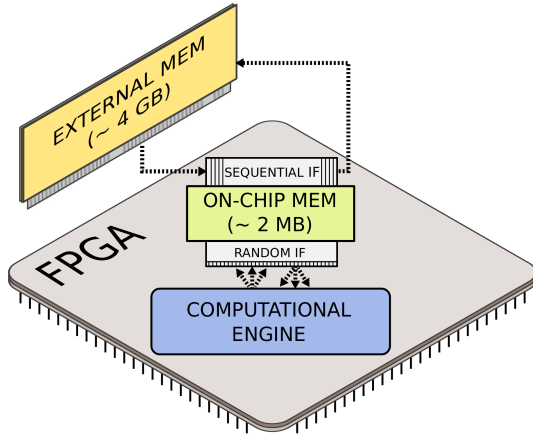 EXTERNAL MEM
(~ 4 GB)
SEQUENTIAL IF
ON-CHIP MEM
(~ 2 MB)
RANDOM IF
FPGA
COMPUTATIONAL
ENGINE